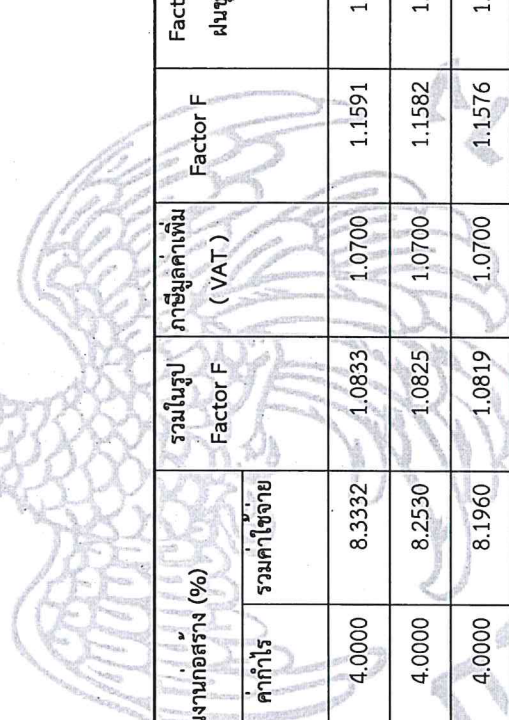 นงานก่อสร้าง (%) รวมในรูป ภาษีมูลค่าเพิ่ม Factor F
ค่ากำไร รวมค่าใช้จ่าย Factor F ( VAT )
4.0000 8.3332 1.0833 1.0700 1.1591
4.0000 8.2530 1.0825 1.0700 1.1582
4.0000 8.1960 1.0819 1.0700 1.1576